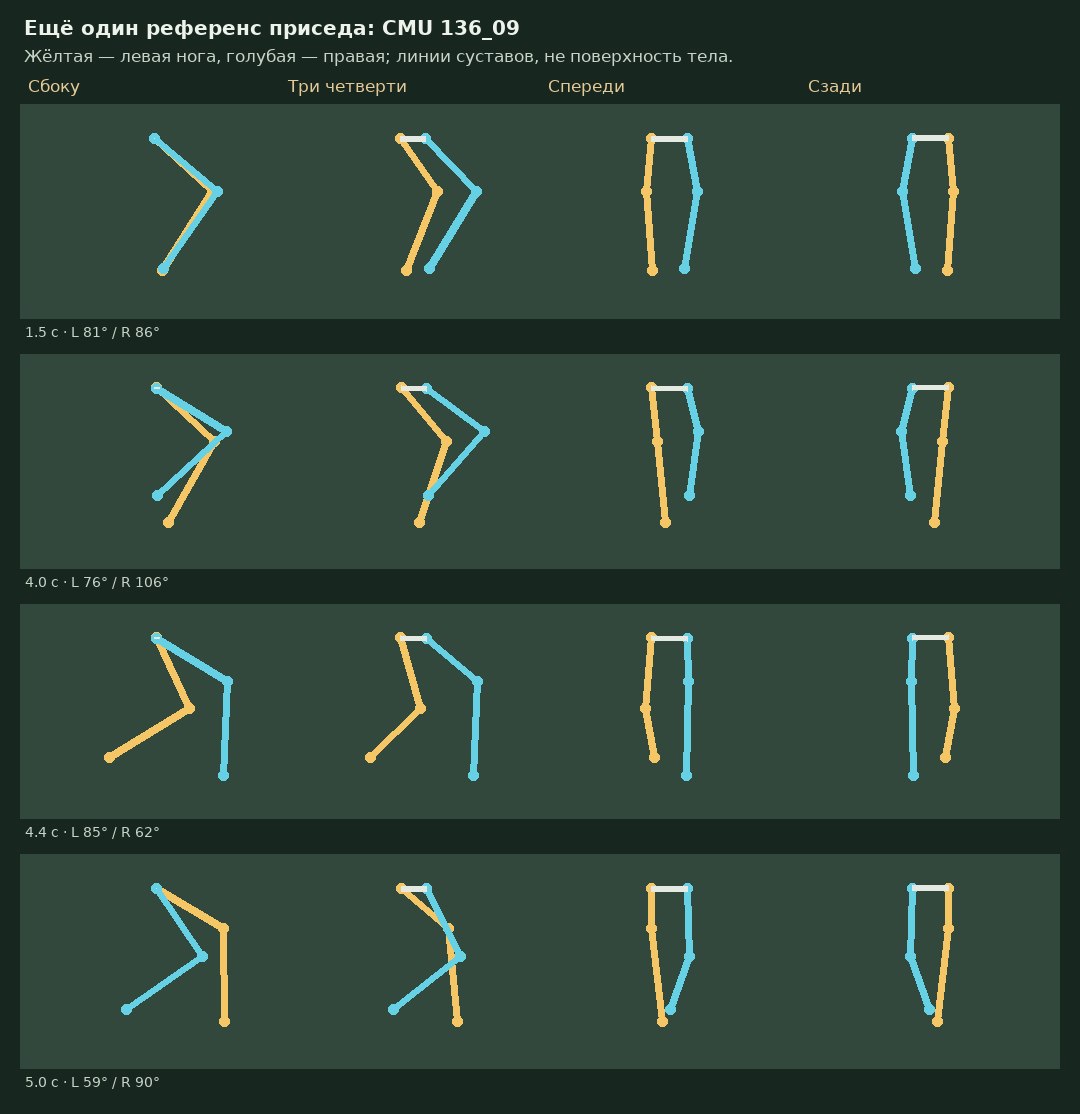 Ещё один референс приседа: CMU 136_09
Жёлтая — левая нога, голубая — правая; линии суставов, не поверхность тела.
Сбоку Три четверти Спереди Сзади
1.5 с · L 81° / R 86°
4.0 с · L 76° / R 106°
4.4 с · L 85° / R 62°
5.0 с · L 59° / R 90°